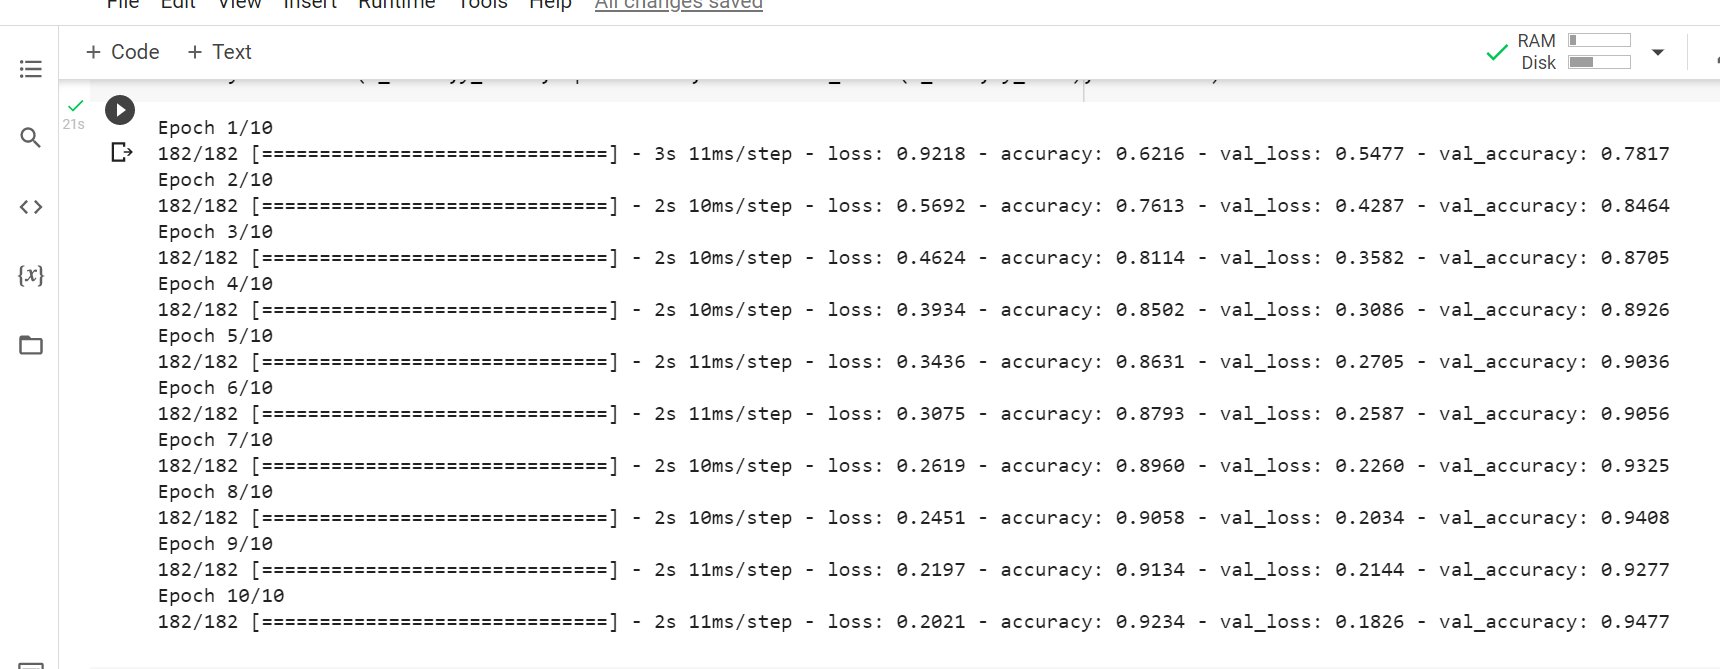 File Edit View Insert Runtime Tools Help All changes saved
+ Code + Text
RAM
Disk
21s
{x}
Epoch 1/10
182/182 [==============================] - 3s 11ms/step - loss: 0.9218 - accuracy: 0.6216 - val_loss: 0.5477 - val_accuracy: 0.7817
Epoch 2/10
182/182 [==============================] - 2s 10ms/step - loss: 0.5692 - accuracy: 0.7613 - val_loss: 0.4287 - val_accuracy: 0.8464
Epoch 3/10
182/182 [==============================] - 2s 10ms/step - loss: 0.4624 - accuracy: 0.8114 - val_loss: 0.3582 - val_accuracy: 0.8705
Epoch 4/10
182/182 [==============================] - 2s 10ms/step - loss: 0.3934 - accuracy: 0.8502 - val_loss: 0.3086 - val_accuracy: 0.8926
Epoch 5/10
182/182 [==============================] - 2s 11ms/step - loss: 0.3436 - accuracy: 0.8631 - val_loss: 0.2705 - val_accuracy: 0.9036
Epoch 6/10
182/182 [==============================] - 2s 11ms/step - loss: 0.3075 - accuracy: 0.8793 - val_loss: 0.2587 - val_accuracy: 0.9056
Epoch 7/10
182/182 [==============================] - 2s 10ms/step - loss: 0.2619 - accuracy: 0.8960 - val_loss: 0.2260 - val_accuracy: 0.9325
Epoch 8/10
182/182 [==============================] - 2s 10ms/step - loss: 0.2451 - accuracy: 0.9058 - val_loss: 0.2034 - val_accuracy: 0.9408
Epoch 9/10
182/182 [==============================] - 2s 11ms/step - loss: 0.2197 - accuracy: 0.9134 - val_loss: 0.2144 - val_accuracy: 0.9277
Epoch 10/10
182/182 [==============================] - 2s 11ms/step - loss: 0.2021 - accuracy: 0.9234 - val_loss: 0.1826 - val_accuracy: 0.9477